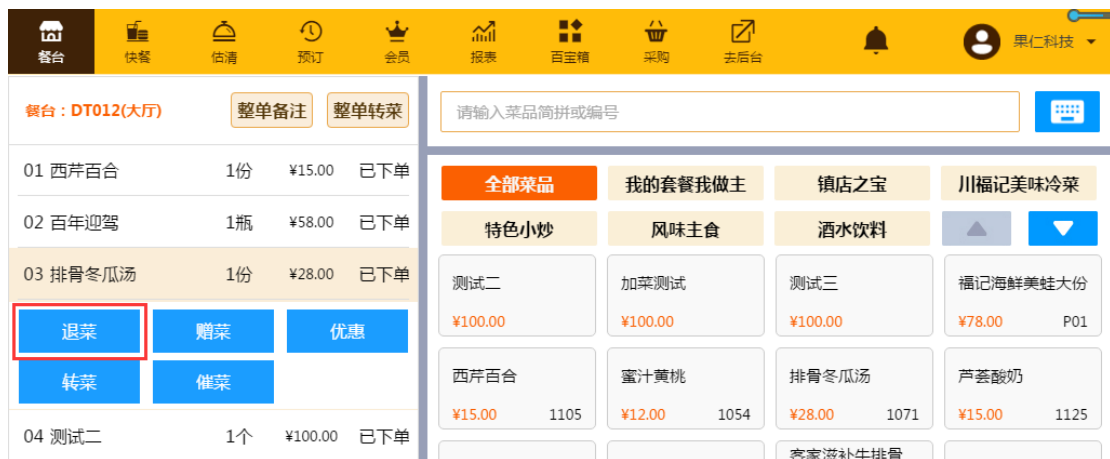 餐台 快餐 估清 预订 会员 报表 百宝箱 采购 去后台 果仁科技
餐台：DT012(大厅) 整单备注 整单转菜
请输入菜品简拼或编号
01 西芹百合 1份 ¥15.00 已下单
02 百年迎驾 1瓶 ¥58.00 已下单
03 排骨冬瓜汤 1份 ¥28.00 已下单
退菜 赠菜 优惠
转菜 催菜
04 测试二 1个 ¥100.00 已下单
全部菜品 我的套餐我做主 镇店之宝 川福记美味冷菜
特色小炒 风味主食 酒水饮料
测试二 加菜测试 测试三 福记海鲜美蛙大份
¥100.00 ¥100.00 ¥100.00 ¥78.00 P01
西芹百合 蜜汁黄桃 排骨冬瓜汤 芦荟酸奶
¥15.00 1105 ¥12.00 1054 ¥28.00 1071 ¥15.00 1125
客家滋补牛排骨